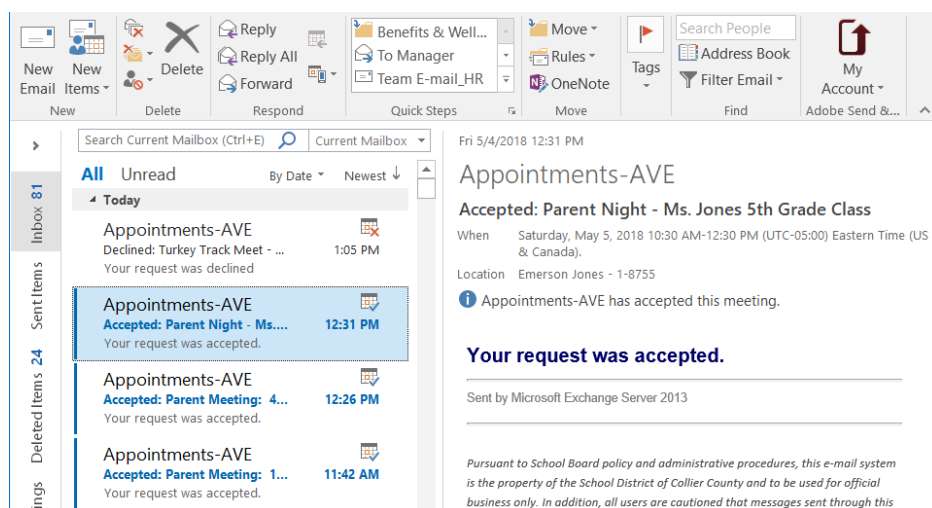 New Email
New Items
Delete
Reply
Reply All
Forward
Benefits & Well...
To Manager
Team E-mail_HR
Move
Rules
OneNote
Tags
Search People
Address Book
Filter Email
My Account
New
Delete
Respond
Quick Steps
Move
Find
Adobe Send &...
Search Current Mailbox (Ctrl+E)
Current Mailbox
All Unread
By Date Newest
Today
Appointments-AVE
Declined: Turkey Track Meet - ... 1:05 PM
Your request was declined
Appointments-AVE
Accepted: Parent Night - Ms.... 12:31 PM
Your request was accepted.
Appointments-AVE
Accepted: Parent Meeting: 4... 12:26 PM
Your request was accepted.
Appointments-AVE
Accepted: Parent Meeting: 1... 11:42 AM
Your request was accepted.
Inbox 81
Sent Items
Deleted Items 24
Fri 5/4/2018 12:31 PM
Appointments-AVE
Accepted: Parent Night - Ms. Jones 5th Grade Class
When Saturday, May 5, 2018 10:30 AM-12:30 PM (UTC-05:00) Eastern Time (US
& Canada).
Location Emerson Jones - 1-8755
Appointments-AVE has accepted this meeting.
Your request was accepted.
Sent by Microsoft Exchange Server 2013
Pursuant to School Board policy and administrative procedures, this e-mail system
is the property of the School District of Collier County and to be used for official
business only. In addition, all users are cautioned that messages sent through this